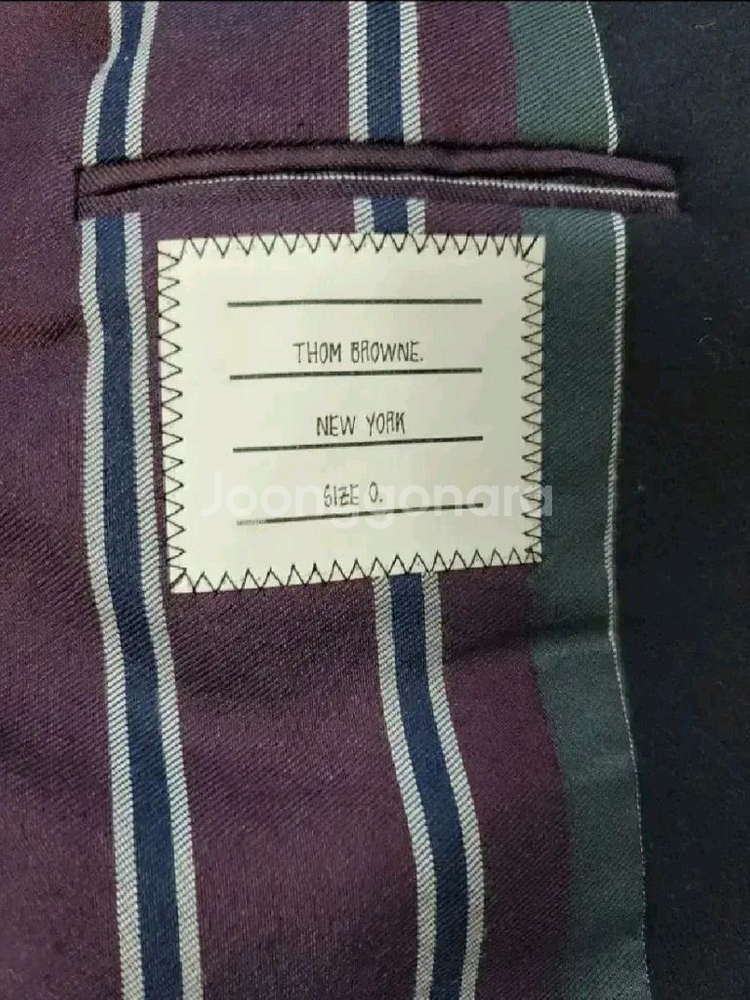 THOM BROWNE.
NEW YORK
SIZE 0.
Joonggonara